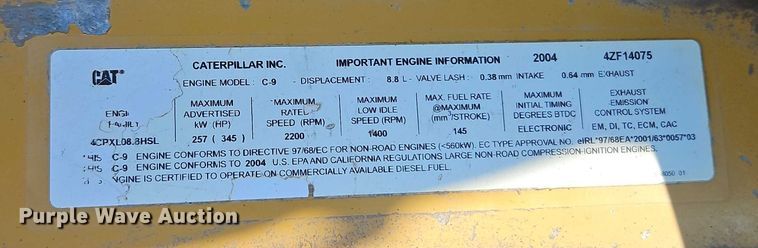 CATERPILLAR INC. IMPORTANT ENGINE INFORMATION 2004 4ZF14075
CAT ENGINE MODEL : C-9 - DISPLACEMENT : 8.8 L - VALVE LASH : 0.38 mm INTAKE 0.64 mm EXHAUST
MAXIMUM MAXIMUM MAXIMUM MAX. FUEL RATE MAXIMUM EXHAUST
ADVERTISED RATED LOW IDLE @MAXIMUM INITIAL TIMING EMISSION
kW (HP) SPEED (RPM) SPEED (RPM) (mm³/STROKE) DEGREES BTDC CONTROL SYSTEM
257 ( 345 ) 2200 1400 145 ELECTRONIC EM, DI, TC, ECM, CAC
C-9 ENGINE CONFORMS TO DIRECTIVE 97/68/EC FOR NON-ROAD ENGINES (<560kW). EC TYPE APPROVAL NO. eIRL*97/68EA*2001/63*0057*03
C-9 ENGINE CONFORMS TO 2004 U.S. EPA AND CALIFORNIA REGULATIONS LARGE NON-ROAD COMPRESSION-IGNITION ENGINES.
ENGINE IS CERTIFIED TO OPERATE ON COMMERCIALLY AVAILABLE DIESEL FUEL.
Purple Wave Auction